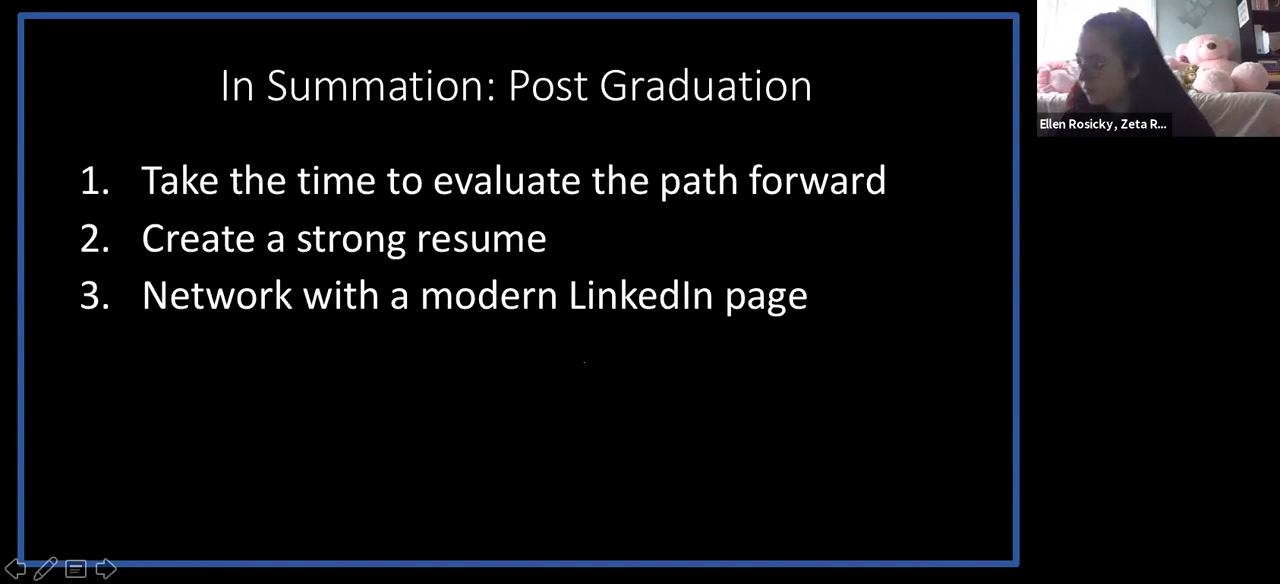 In Summation: Post Graduation
1. Take the time to evaluate the path forward
2. Create a strong resume
3. Network with a modern LinkedIn page
Ellen Rosicky, Zeta R...